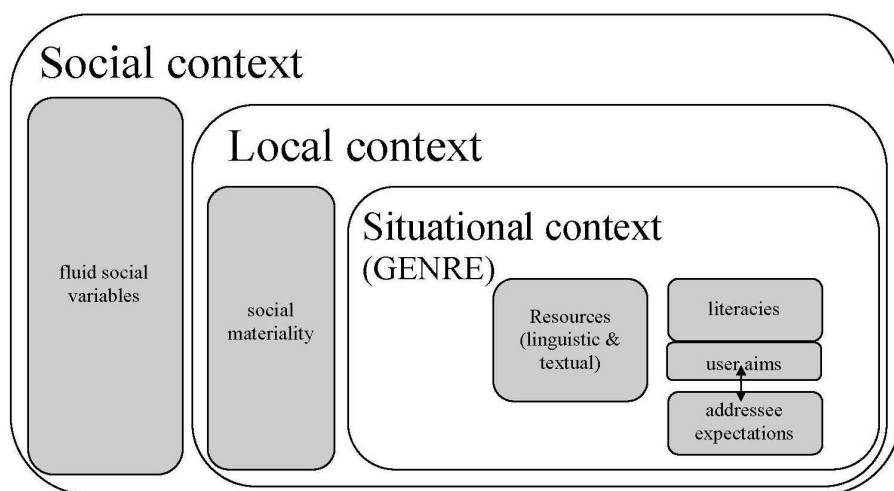 Social context
Local context
Situational context
(GENRE)
fluid social
variables
social
materiality
Resources
(linguistic &
textual)
literacies
user aims
addressee
expectations